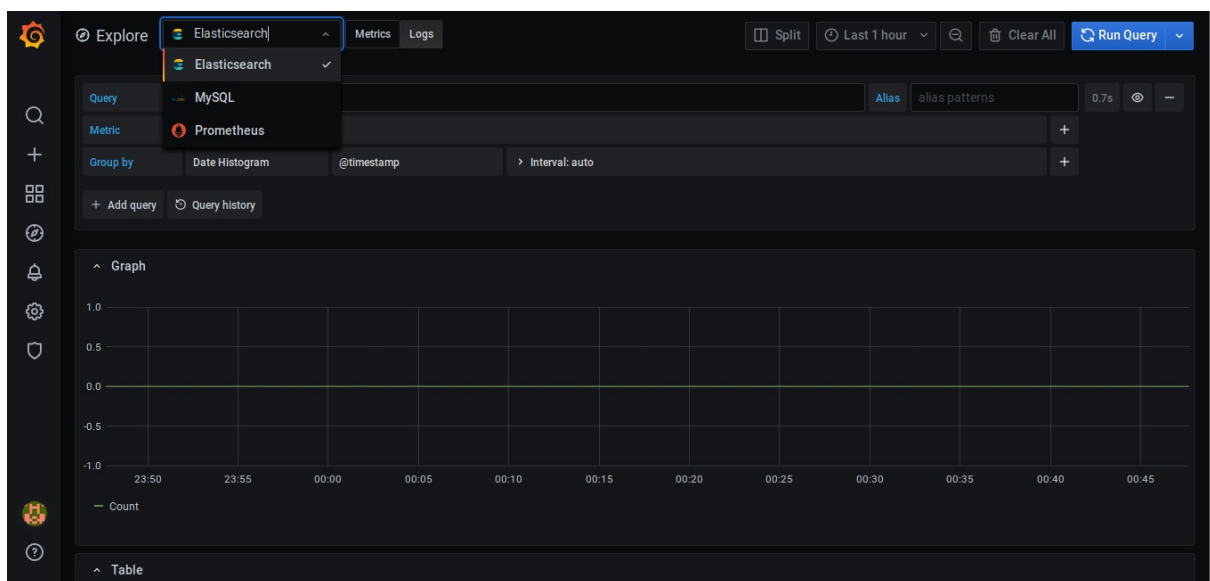 Explore Elasticsearch Metrics Logs Split Last 1 hour Clear All Run Query
Elasticsearch
MySQL
Prometheus
Query Alias alias patterns 0.7s
Metric
Group by Date Histogram @timestamp > Interval: auto
+ Add query Query history
Graph
1.0
0.5
0.0
-0.5
-1.0
23:50 23:55 00:00 00:05 00:10 00:15 00:20 00:25 00:30 00:35 00:40 00:45
Count
Table